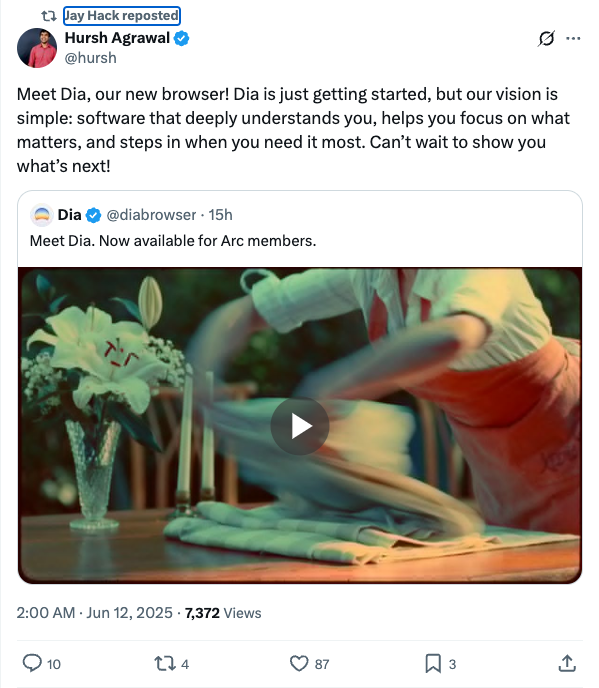 Jay Hack reposted
Hursh Agrawal
@hursh
Meet Dia, our new browser! Dia is just getting started, but our vision is
simple: software that deeply understands you, helps you focus on what
matters, and steps in when you need it most. Can’t wait to show you
what’s next!
Dia @diabrowser · 15h
Meet Dia. Now available for Arc members.
2:00 AM · Jun 12, 2025 · 7,372 Views
10 4 87 3